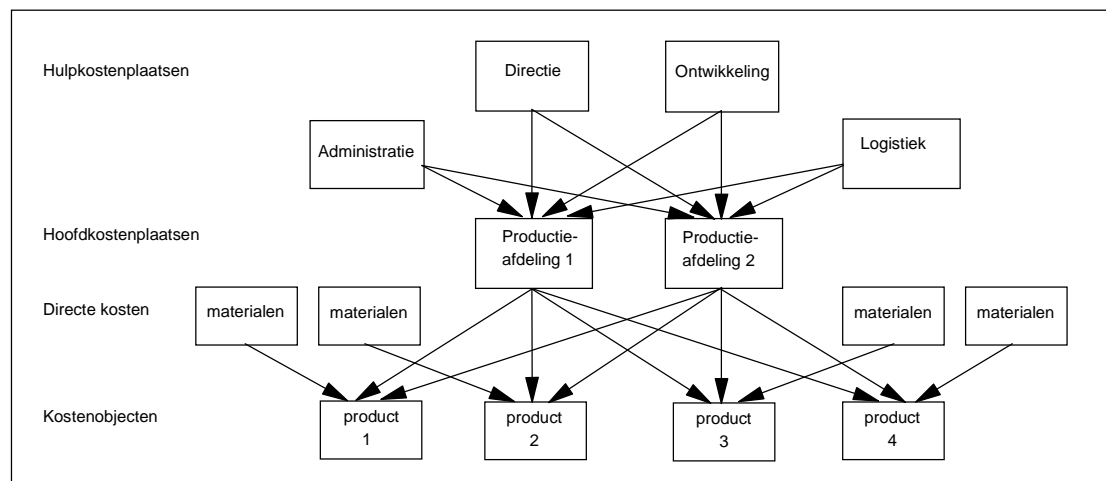 Hulpkostenplaatsen
Directie
Ontwikkeling
Administratie
Logistiek
Hoofdkostenplaatsen
Productie-
afdeling 1
Productie-
afdeling 2
Directe kosten
materialen
materialen
materialen
materialen
Kostenobjecten
product
1
product
2
product
3
product
4